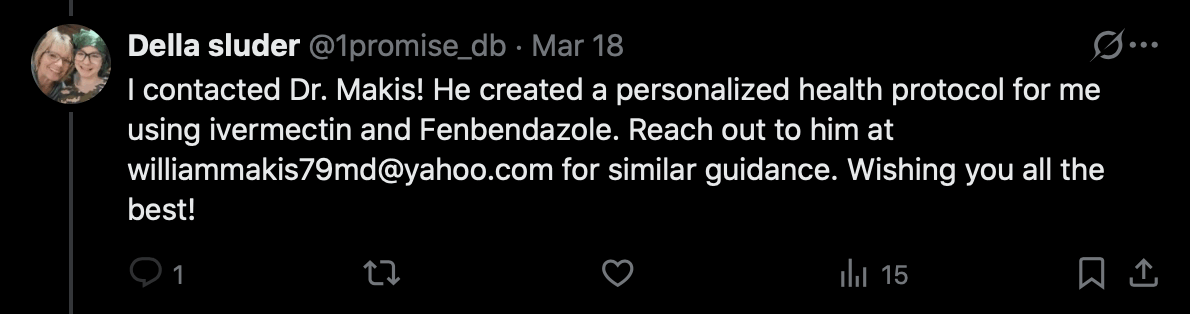 Della sluder @1promise_db · Mar 18
I contacted Dr. Makis! He created a personalized health protocol for me
using ivermectin and Fenbendazole. Reach out to him at
williammakis79md@yahoo.com for similar guidance. Wishing you all the
best!
1
15